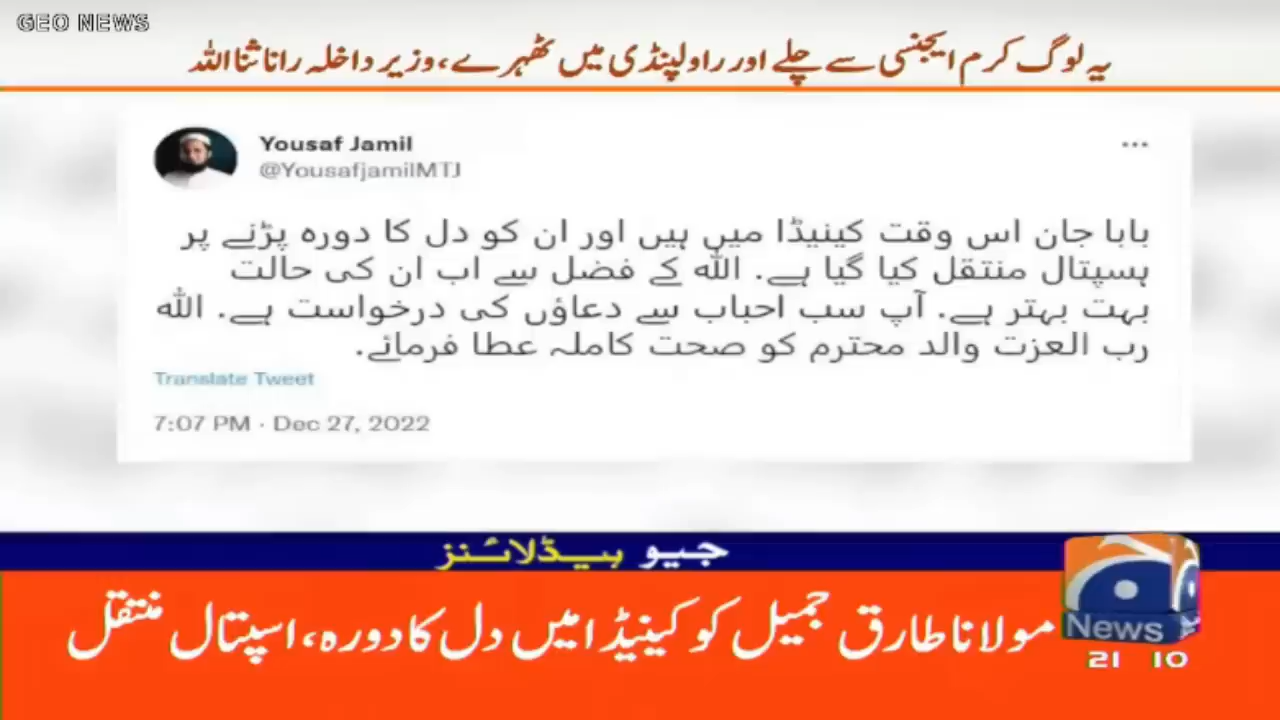 GEO NEWS
یہ لوگ کرم ایجنسی سے چلے اور راولپنڈی میں ٹھہرے، وزیر داخلہ رانا ثنا اللہ
Yousaf Jamil
@YousafjamilMTJ
بابا جان اس وقت کینیڈا میں ہیں اور ان کو دل کا دورہ پڑنے پر
ہسپتال منتقل کیا گیا ہے. اللہ کے فضل سے اب ان کی حالت
بہت بہتر ہے. آپ سب احباب سے دعاؤں کی درخواست ہے. اللہ
رب العزت والد محترم کو صحت کاملہ عطا فرمائے.
Translate Tweet
7:07 PM · Dec 27, 2022
جیو ہیڈلائنز
مولانا طارق جمیل کو کینیڈا میں دل کا دورہ، اسپتال منتقل
News
21 10